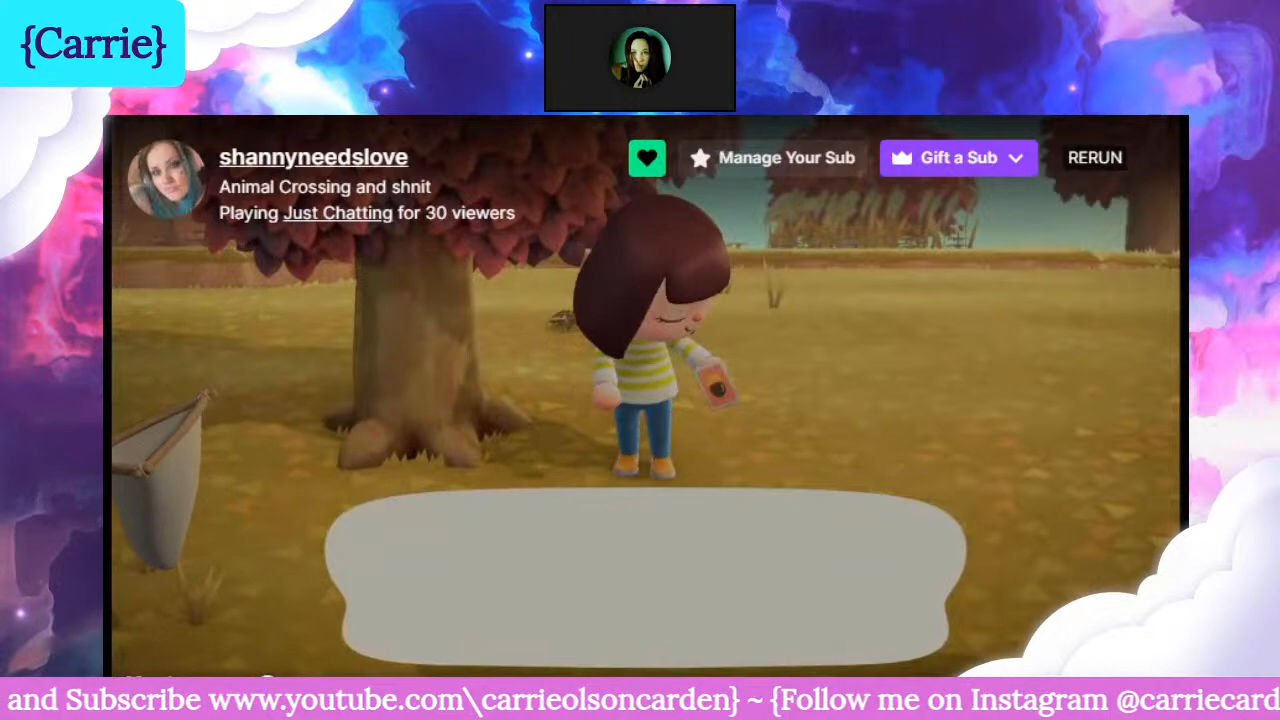 {Carrie}
shannyneedslove
Animal Crossing and shnit
Playing Just Chatting for 30 viewers
Manage Your Sub
Gift a Sub
RERUN
and Subscribe www.youtube.com\carrieolsoncarden} ~ {Follow me on Instagram @carriecard